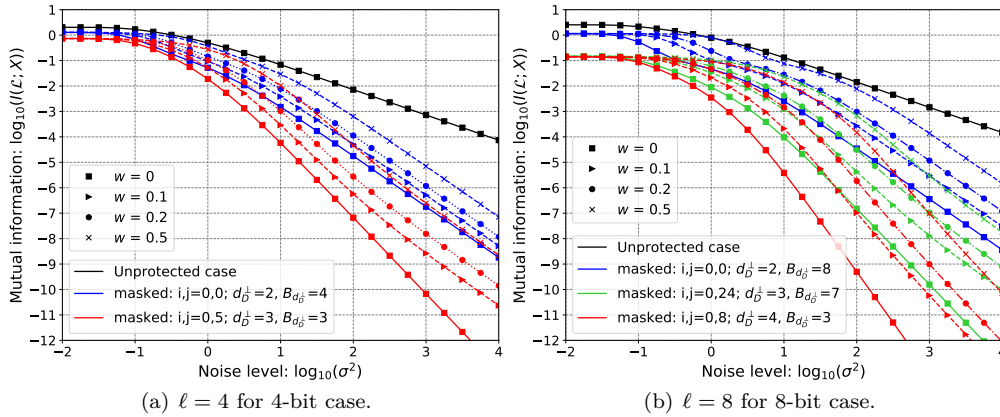 Mutual information: log₁₀(I(ℒ; X))
1
0
−1
−2
−3
−4
−5
−6
−7
−8
−9
−10
−11
−12
w = 0
w = 0.1
w = 0.2
w = 0.5
Unprotected case
masked: i,j=0,0; d_D^⊥=2, B_{d_D^⊥}=4
masked: i,j=0,5; d_D^⊥=3, B_{d_D^⊥}=3
−2 −1 0 1 2 3 4
Noise level: log₁₀(σ²)
(a) ℓ = 4 for 4-bit case.
Mutual information: log₁₀(I(ℒ; X))
1
0
−1
−2
−3
−4
−5
−6
−7
−8
−9
−10
−11
−12
w = 0
w = 0.1
w = 0.2
w = 0.5
Unprotected case
masked: i,j=0,0; d_D^⊥=2, B_{d_D^⊥}=8
masked: i,j=0,24; d_D^⊥=3, B_{d_D^⊥}=7
masked: i,j=0,8; d_D^⊥=4, B_{d_D^⊥}=3
−2 −1 0 1 2 3 4
Noise level: log₁₀(σ²)
(b) ℓ = 8 for 8-bit case.